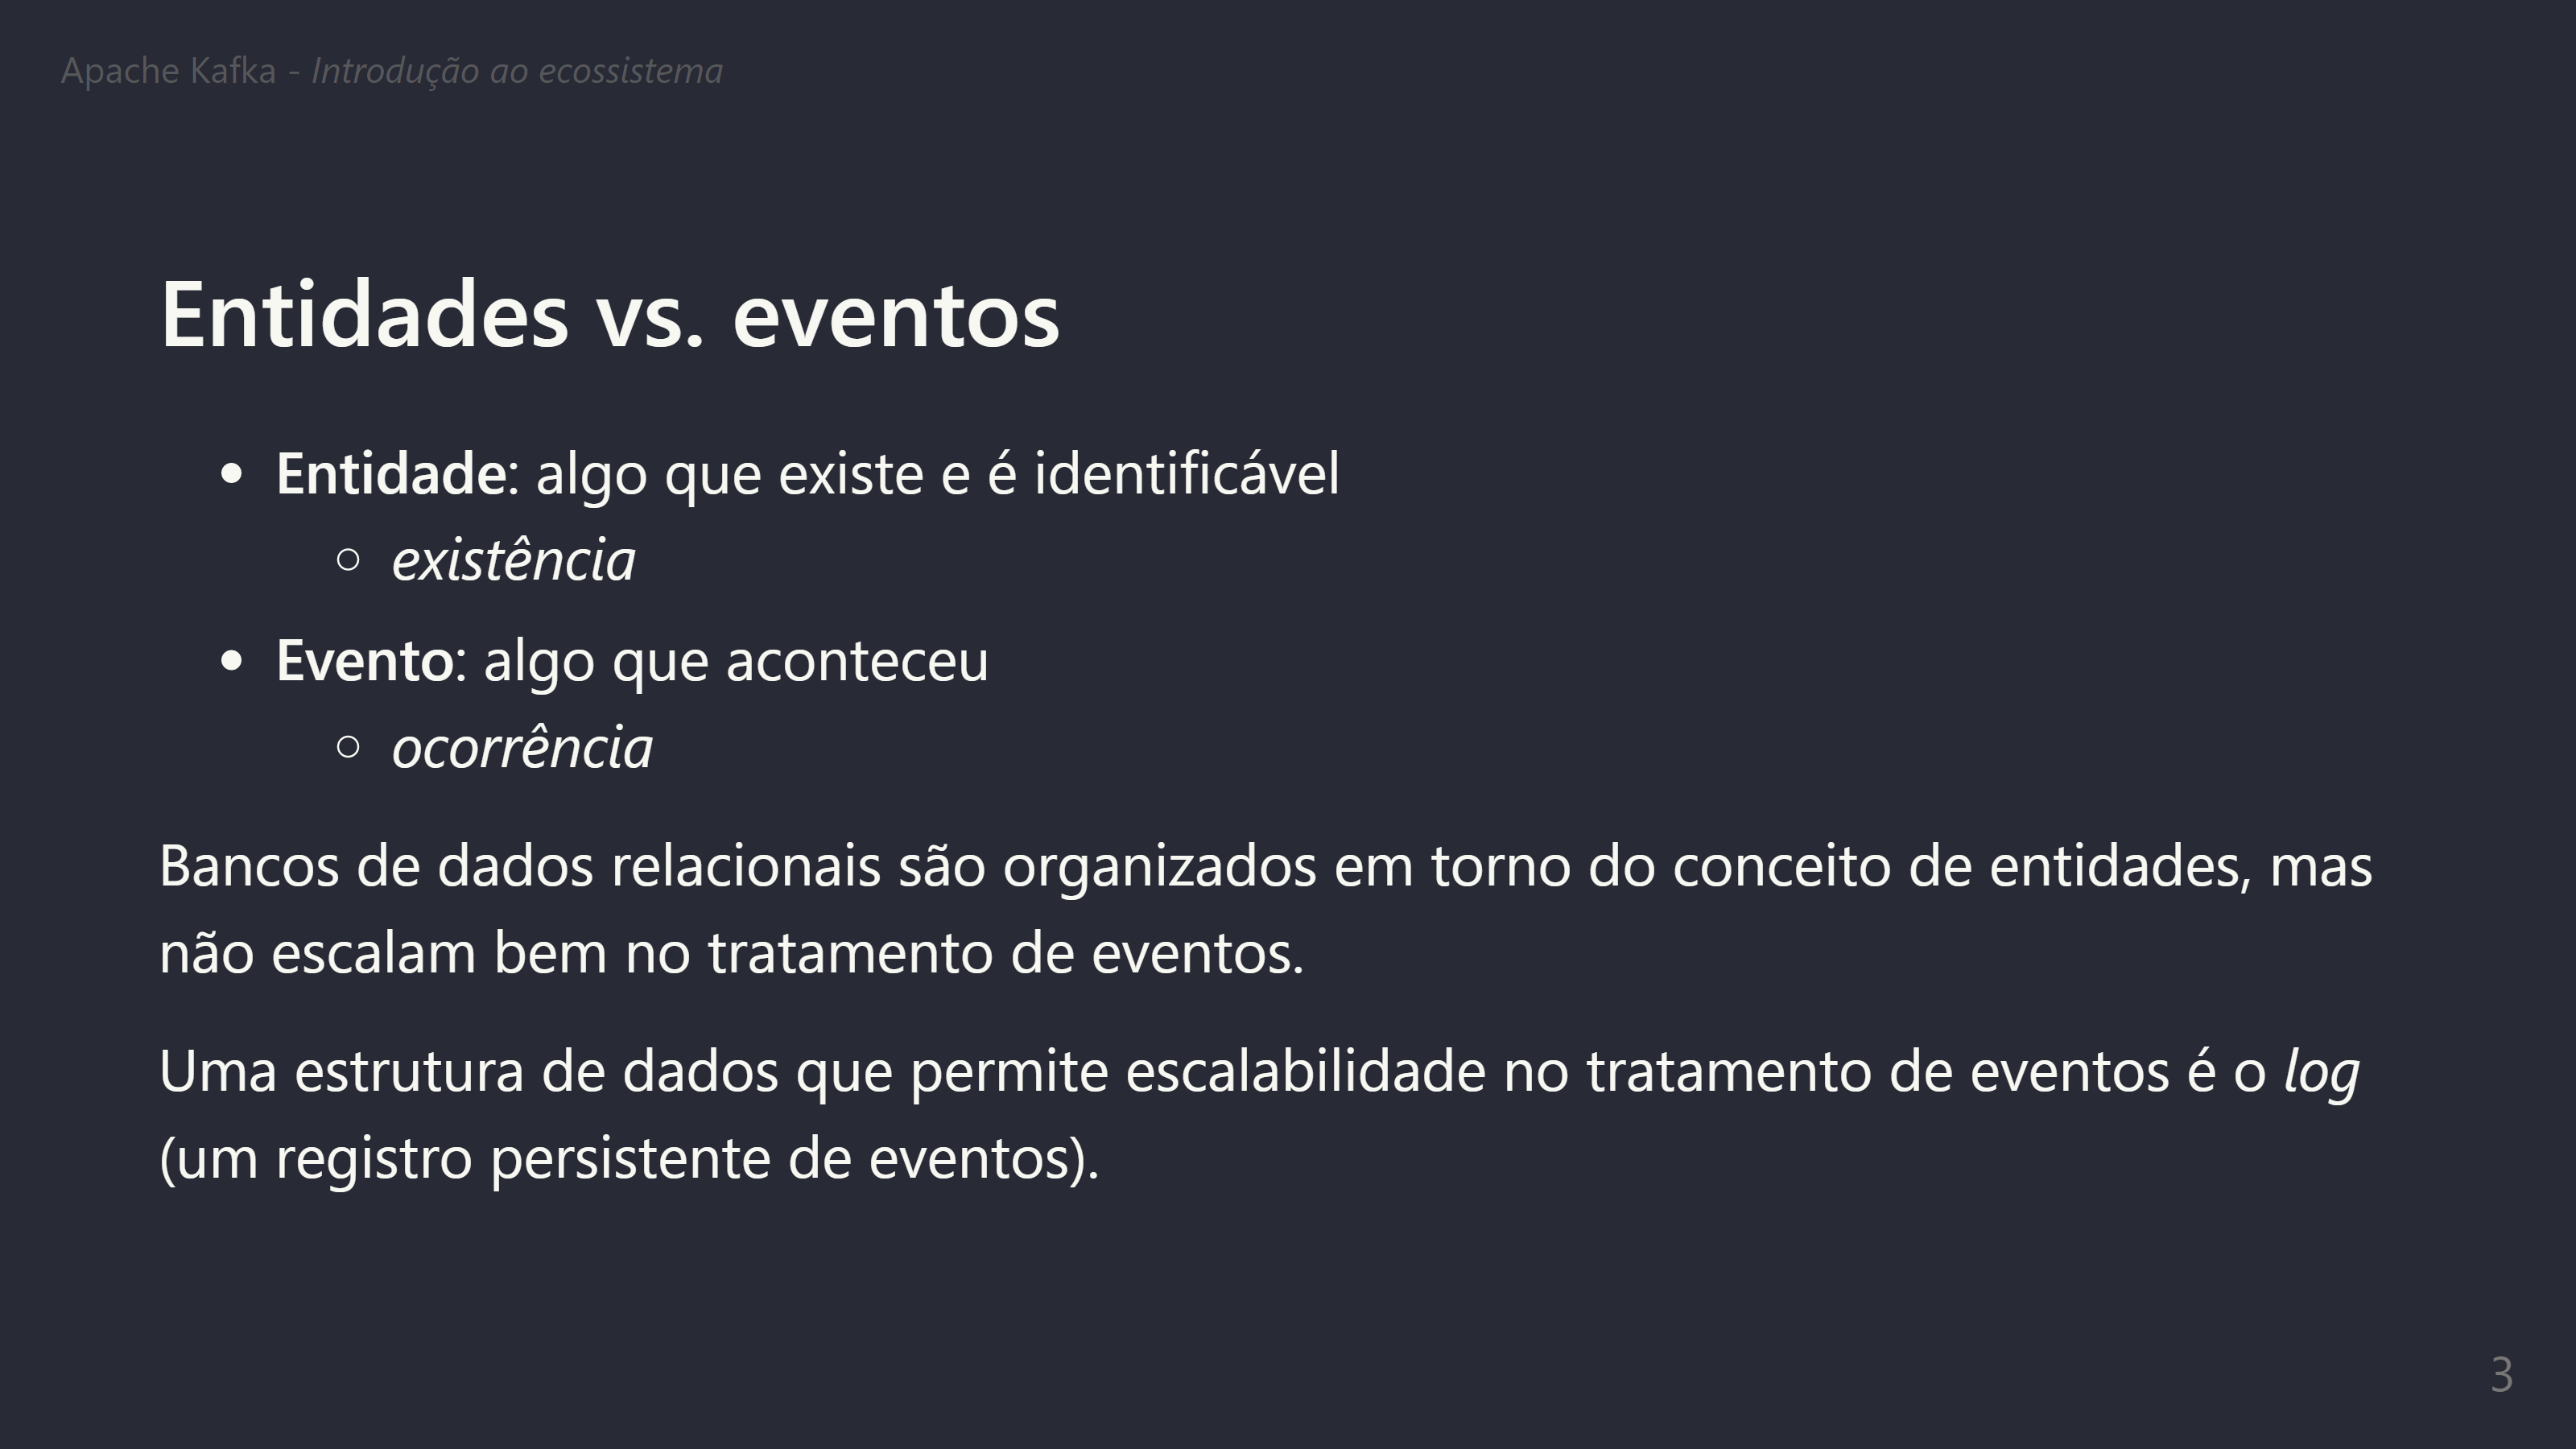 Apache Kafka - Introdução ao ecossistema
Entidades vs. eventos
• Entidade: algo que existe e é identificável
○ existência
• Evento: algo que aconteceu
○ ocorrência
Bancos de dados relacionais são organizados em torno do conceito de entidades, mas
não escalam bem no tratamento de eventos.
Uma estrutura de dados que permite escalabilidade no tratamento de eventos é o log
(um registro persistente de eventos).
3